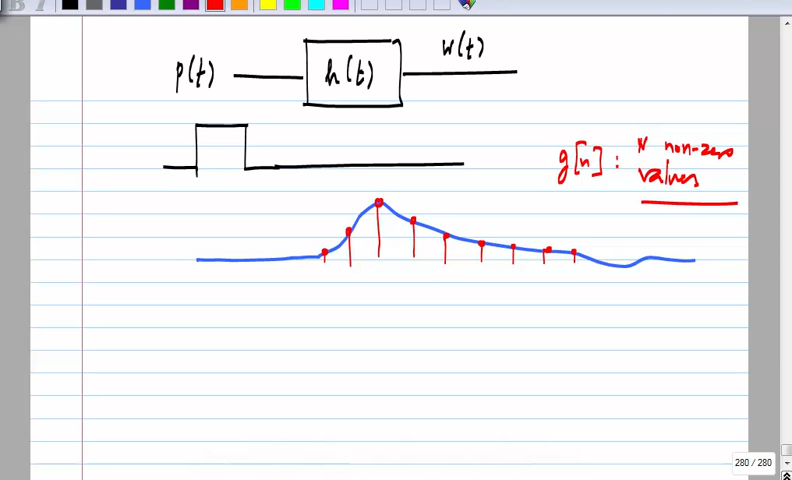 p(t)
h(t)
w(t)
g[n] : N non-zero
values
280 / 280